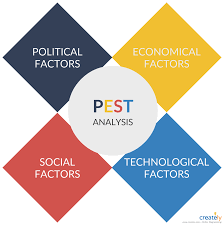 POLITICAL
FACTORS
ECONOMICAL
FACTORS
PEST
ANALYSIS
SOCIAL
FACTORS
TECHNOLOGICAL
FACTORS
creately